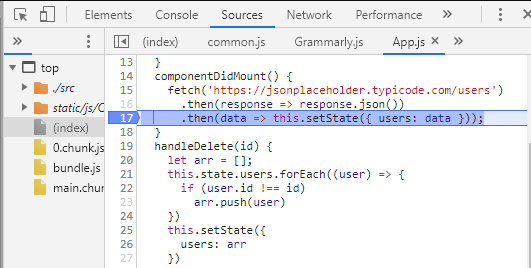 Elements Console Sources Network Performance »
» (index) common.js Grammarly.js App.js × »
top
./src
static/js/C
(index)
0.chunk.js
bundle.js
main.chun
13 }
14 componentDidMount() {
15 fetch('https://jsonplaceholder.typicode.com/users')
16 .then(response => response.json())
17 .then(data => this.setState({ users: data }));
18 }
19 handleDelete(id) {
20 let arr = [];
21 this.state.users.forEach((user) => {
22 if (user.id !== id)
23 arr.push(user)
24 })
25 this.setState({
26 users: arr
27 })